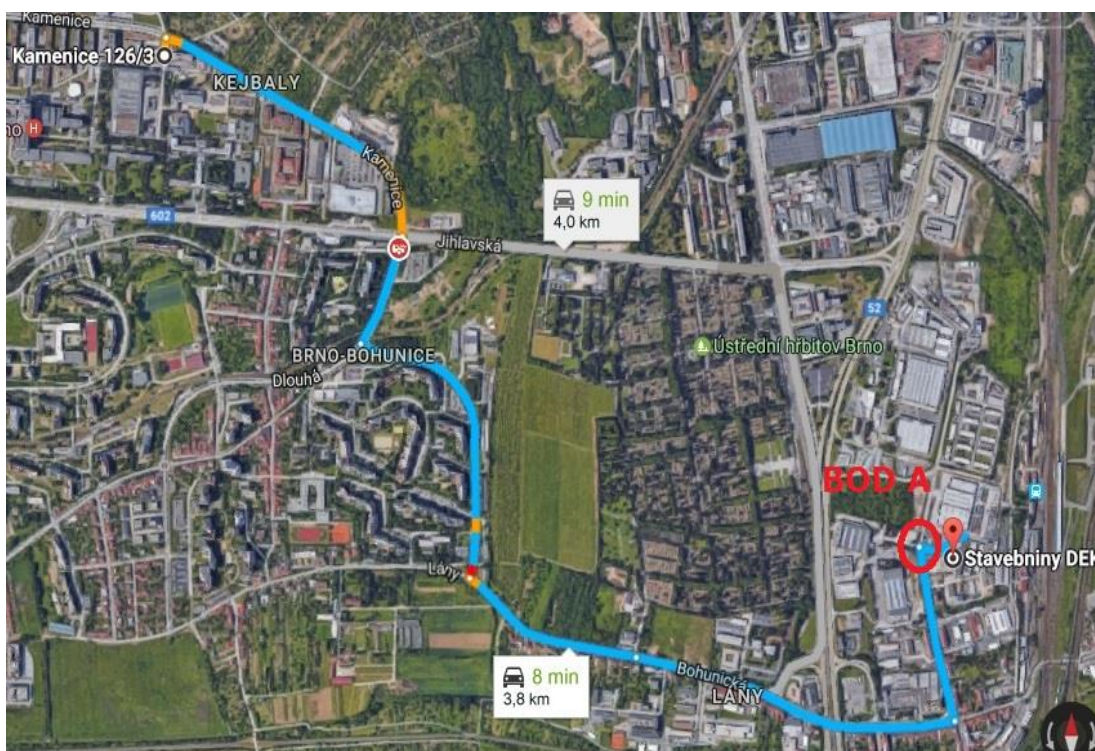 Kamenice
Kamenice 126/3
KEJBALY
no H
Kamenice
602
Jihlavská
9 min
4,0 km
52
BRNO-BOHUNICE
Ústřední hřbitov Brno
Dlouhá
BOD A
Stavebniny DEK
Lány
8 min
3,8 km
Bohunická
LÁNY